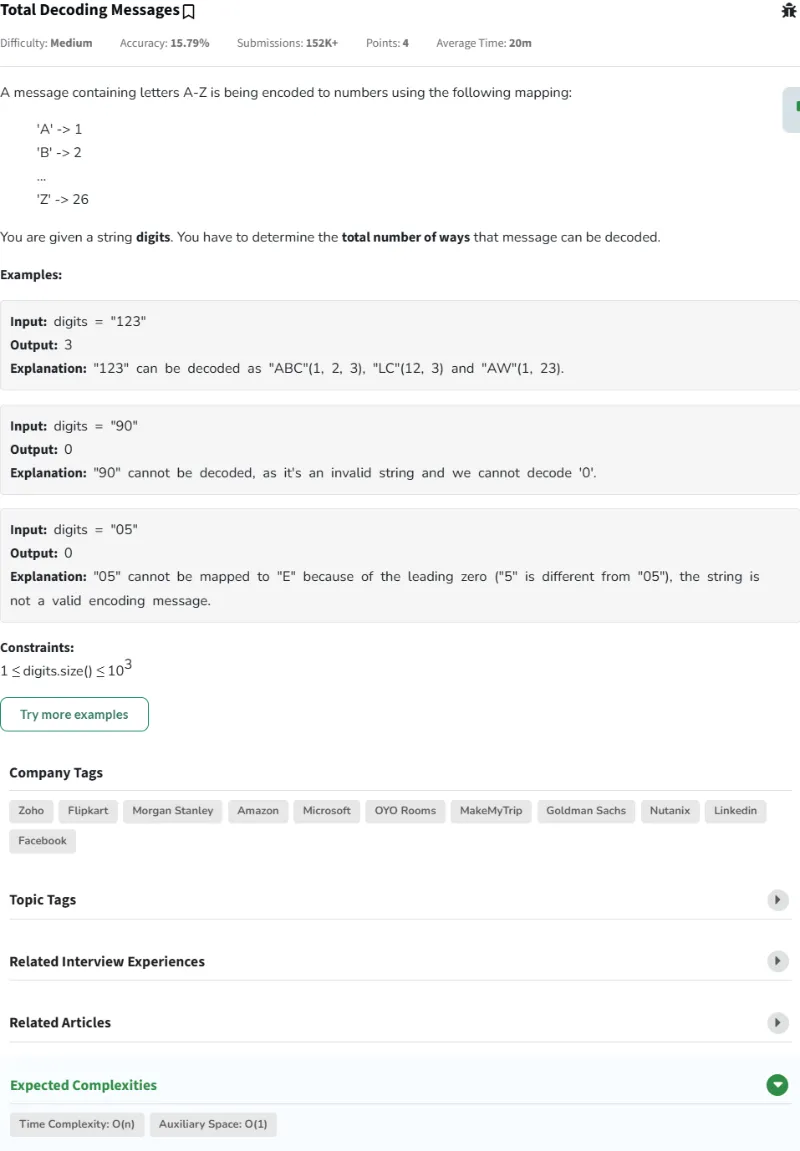 Total Decoding Messages
Difficulty: Medium Accuracy: 15.79% Submissions: 152K+ Points: 4 Average Time: 20m
A message containing letters A-Z is being encoded to numbers using the following mapping:
'A' -> 1
'B' -> 2
...
'Z' -> 26
You are given a string digits. You have to determine the total number of ways that message can be decoded.
Examples:
Input: digits = "123"
Output: 3
Explanation: "123" can be decoded as "ABC"(1, 2, 3), "LC"(12, 3) and "AW"(1, 23).
Input: digits = "90"
Output: 0
Explanation: "90" cannot be decoded, as it's an invalid string and we cannot decode '0'.
Input: digits = "05"
Output: 0
Explanation: "05" cannot be mapped to "E" because of the leading zero ("5" is different from "05"), the string is
not a valid encoding message.
Constraints:
1 ≤ digits.size() ≤ 10³
Try more examples
Company Tags
Zoho Flipkart Morgan Stanley Amazon Microsoft OYO Rooms MakeMyTrip Goldman Sachs Nutanix Linkedin
Facebook
Topic Tags
Related Interview Experiences
Related Articles
Expected Complexities
Time Complexity: O(n) Auxiliary Space: O(1)